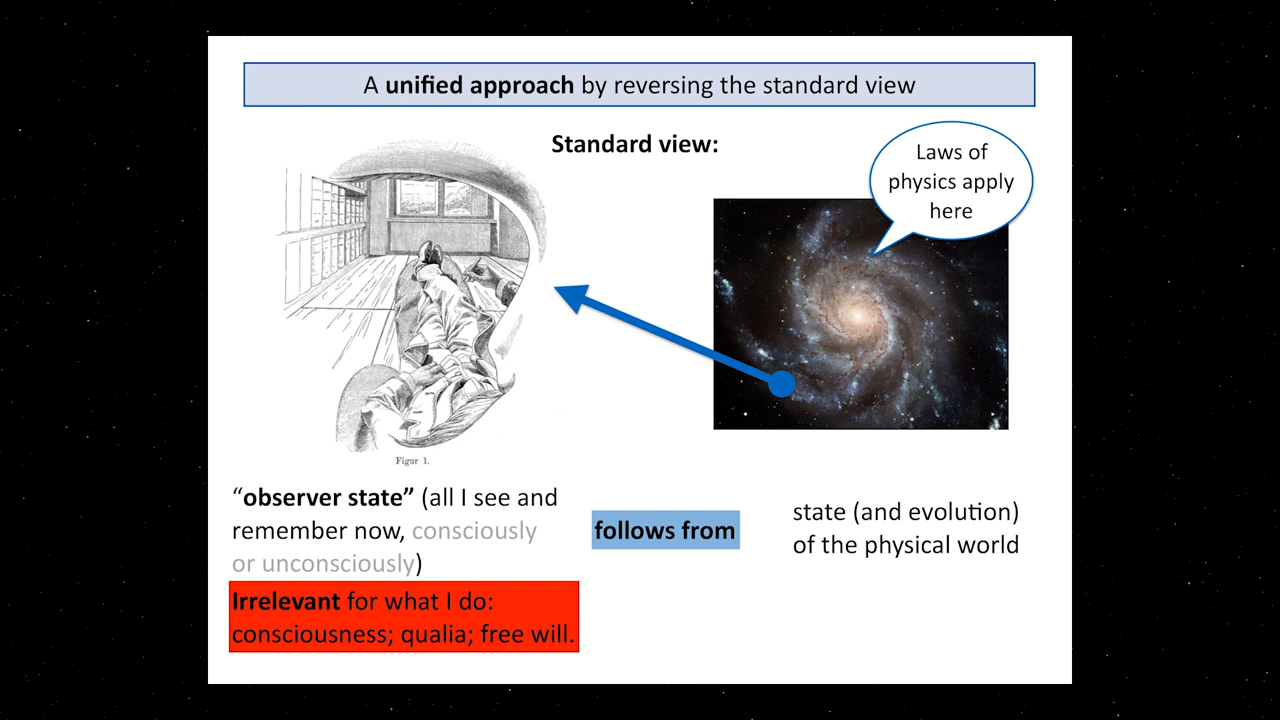 A unified approach by reversing the standard view
Standard view:
Laws of
physics apply
here
Figur 1.
“observer state” (all I see and
remember now, consciously
or unconsciously)
follows from
state (and evolution)
of the physical world
Irrelevant for what I do:
consciousness; qualia; free will.